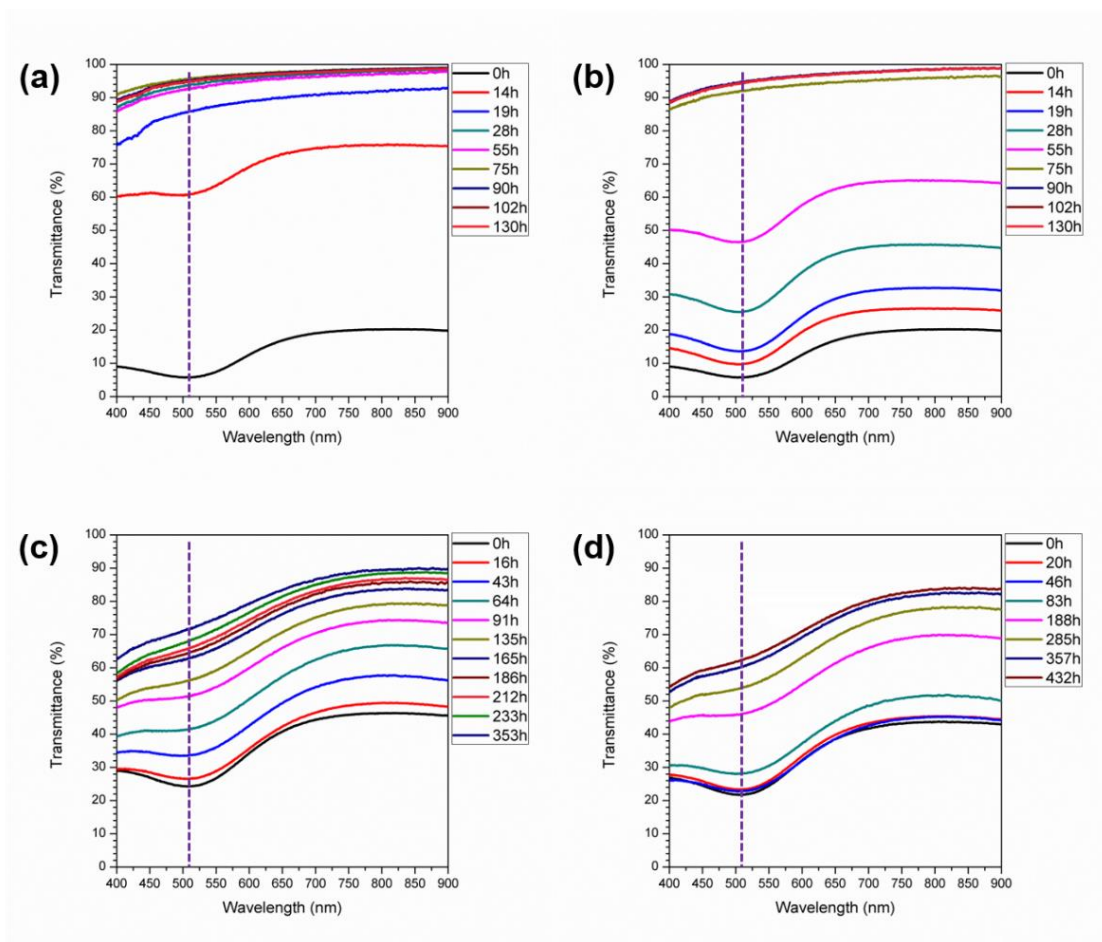 (a)
Transmittance (%)
100
90
80
70
60
50
40
30
20
10
0
400 450 500 550 600 650 700 750 800 850 900
Wavelength (nm)
0h
14h
19h
28h
55h
75h
90h
102h
130h
(b)
Transmittance (%)
100
90
80
70
60
50
40
30
20
10
0
400 450 500 550 600 650 700 750 800 850 900
Wavelength (nm)
0h
14h
19h
28h
55h
75h
90h
102h
130h
(c)
Transmittance (%)
100
90
80
70
60
50
40
30
20
10
0
400 450 500 550 600 650 700 750 800 850 900
Wavelength (nm)
0h
16h
43h
64h
91h
135h
165h
186h
212h
233h
353h
(d)
Transmittance (%)
100
90
80
70
60
50
40
30
20
10
0
400 450 500 550 600 650 700 750 800 850 900
Wavelength (nm)
0h
20h
46h
83h
188h
285h
357h
432h